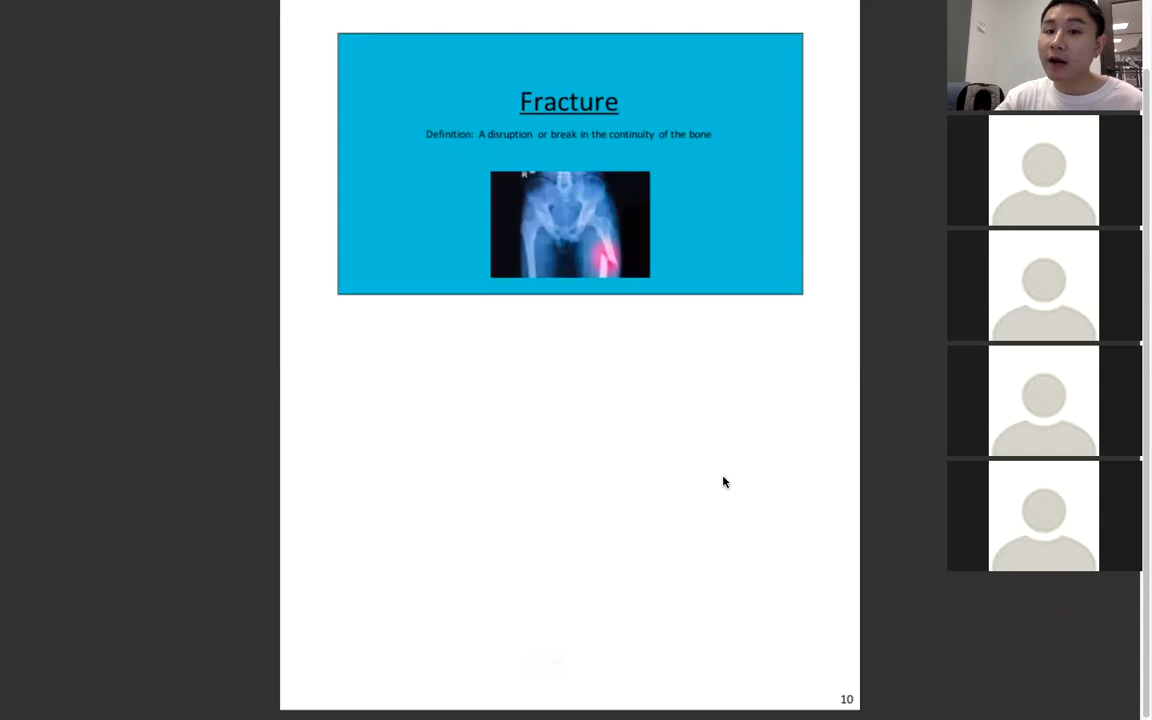 Fracture
Definition: A disruption or break in the continuity of the bone
R
10